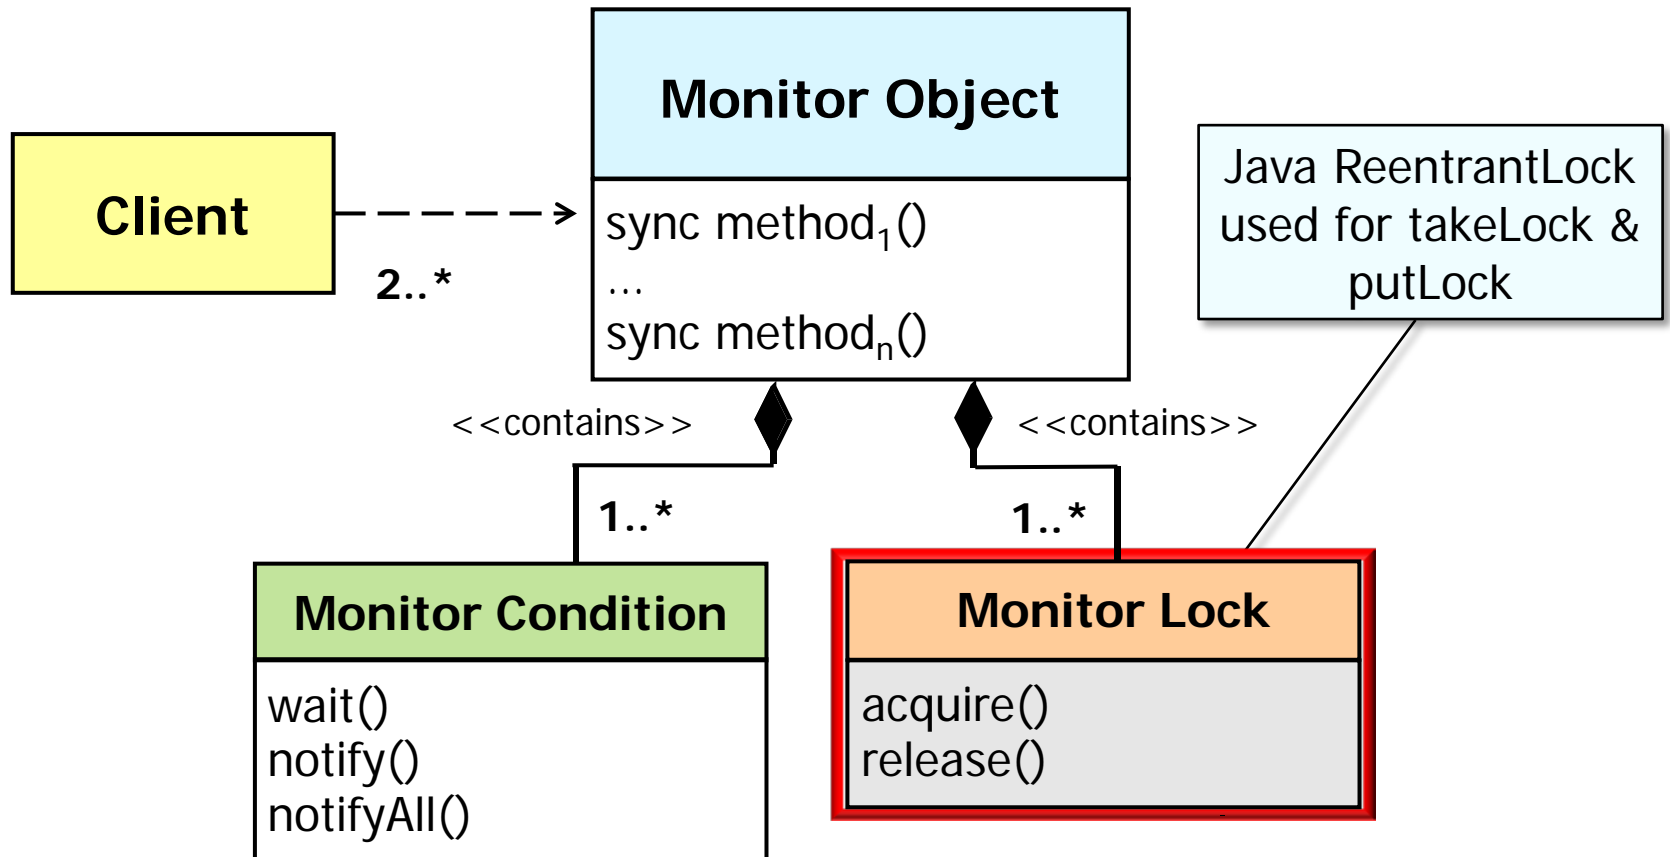 Monitor Object
Client
2..*
sync method₁()
...
sync methodₙ()
Java ReentrantLock
used for takeLock &
putLock
<<contains>>
<<contains>>
1..*
1..*
Monitor Condition
wait()
notify()
notifyAll()
Monitor Lock
acquire()
release()